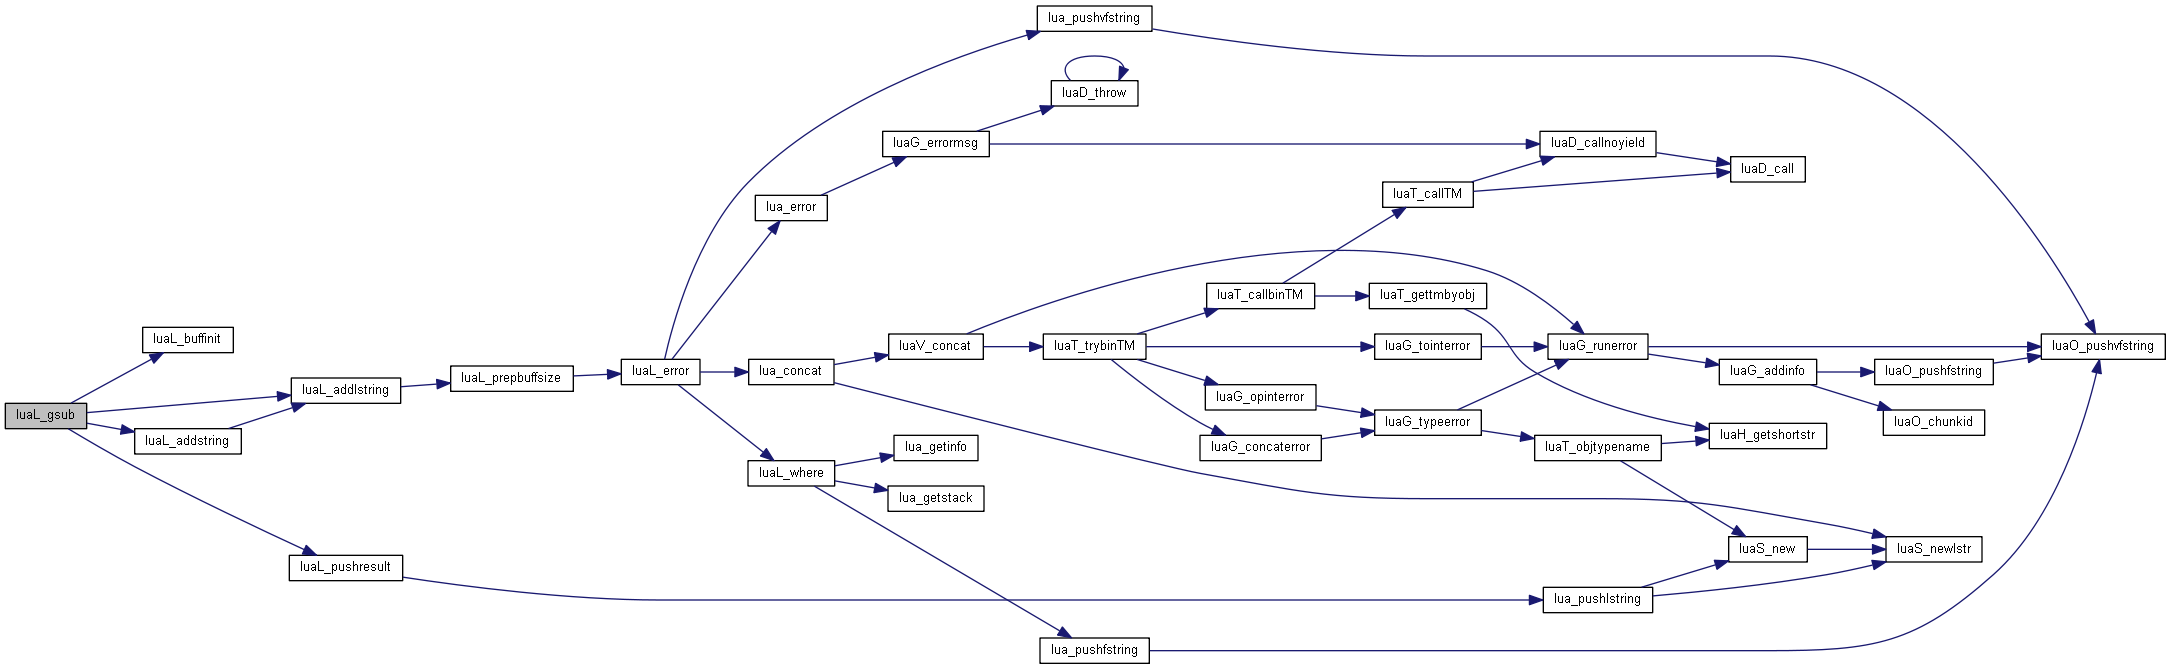 lua_pushvfstring
luaD_throw
luaG_errormsg
luaD_callnoyield
luaD_call
luaT_callTM
lua_error
luaT_callbinTM
luaT_gettmbyobj
luaL_buffinit
luaV_concat
luaT_trybinTM
luaG_tointerror
luaG_runerror
luaO_pushvfstring
luaL_error
lua_concat
luaG_addinfo
luaO_pushfstring
luaL_prepbuffsize
luaL_addlstring
luaG_opinterror
luaL_gsub
luaG_typeerror
luaO_chunkid
luaH_getshortstr
luaL_addstring
lua_getinfo
luaG_concaterror
luaT_objtypename
luaL_where
lua_getstack
luaS_new
luaS_newlstr
luaL_pushresult
lua_pushlstring
lua_pushfstring